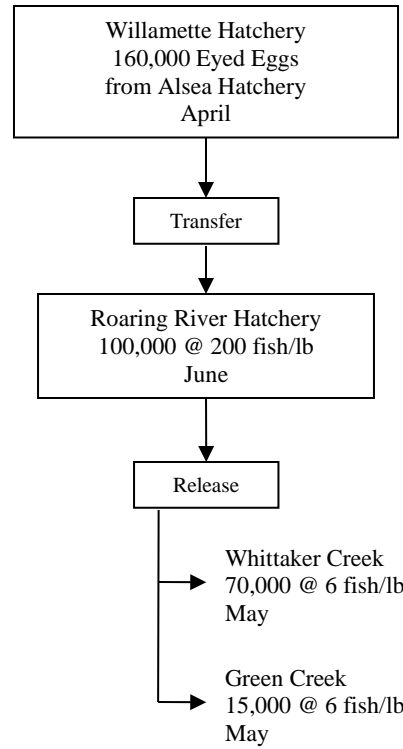 Willamette Hatchery
160,000 Eyed Eggs
from Alsea Hatchery
April
Transfer
Roaring River Hatchery
100,000 @ 200 fish/lb
June
Release
Whittaker Creek
70,000 @ 6 fish/lb
May
Green Creek
15,000 @ 6 fish/lb
May